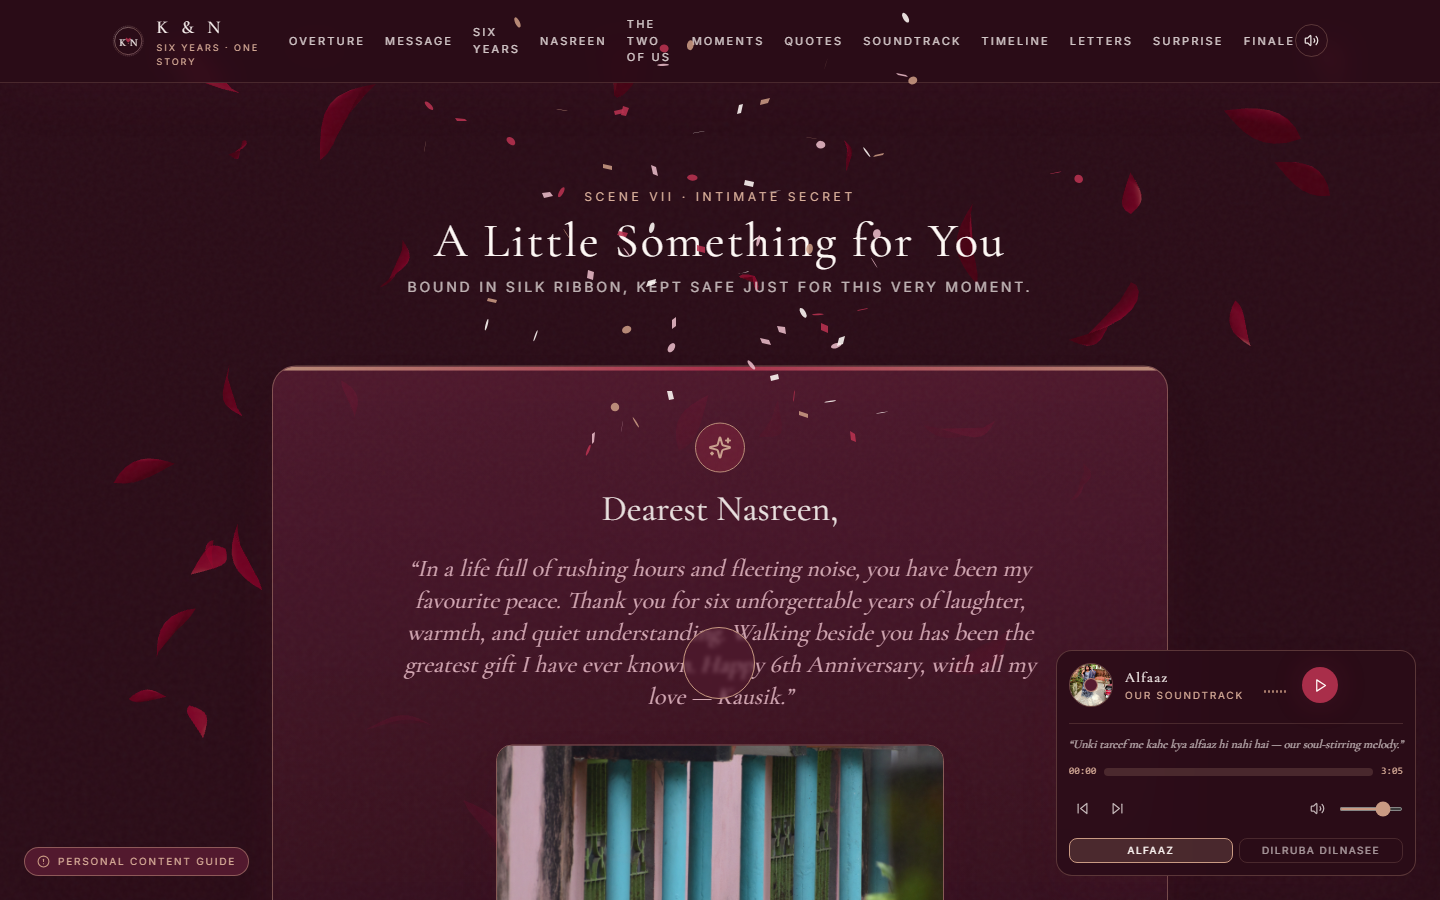 K & N
K N
SIX YEARS · ONE
STORY
OVERTURE
MESSAGE
SIX
YEARS
NASREEN
THE
TWO
OF US
MOMENTS
QUOTES
SOUNDTRACK
TIMELINE
LETTERS
SURPRISE
FINALE
SCENE VII · INTIMATE SECRET
A Little Something for You
BOUND IN SILK RIBBON, KEPT SAFE JUST FOR THIS VERY MOMENT.
Dearest Nasreen,
“In a life full of rushing hours and fleeting noise, you have been my
favourite peace. Thank you for six unforgettable years of laughter,
warmth, and quiet understanding. Walking beside you has been the
greatest gift I have ever known. Happy 6th Anniversary, with all my
love — Kausik.”
Alfaaz
OUR SOUNDTRACK
“Unki tareef me kahe kya alfaaz hi nahi hai — our soul-stirring melody.”
00:00
3:05
ALFAAZ
DILRUBA DILNASEE
PERSONAL CONTENT GUIDE